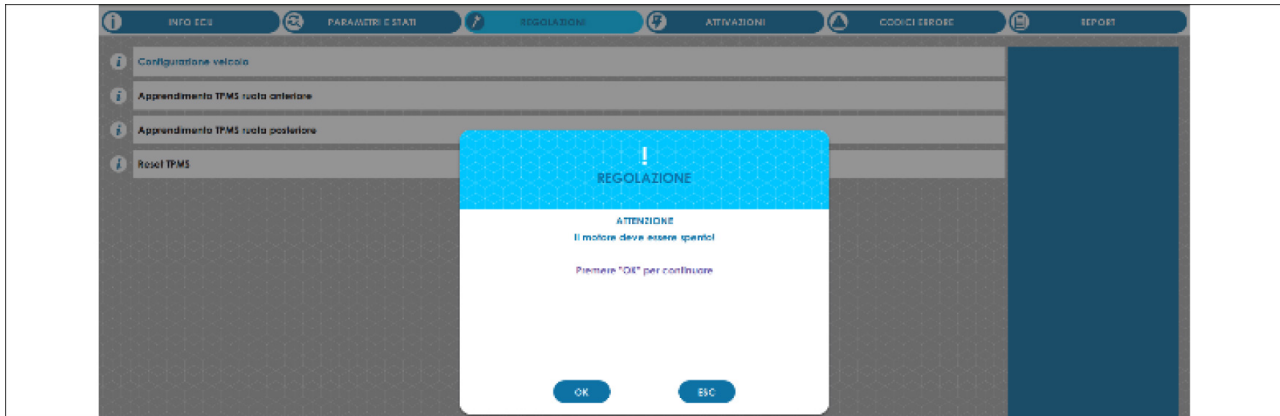 INFO ECU
PARAMETRI E STATI
REGOLAZIONI
ATTIVAZIONI
CODICI ERRORE
REPORT
Configurazione veicolo
Apprendimento TPMS ruota anteriore
Apprendimento TPMS ruota posteriore
Reset TPMS
!
REGOLAZIONE
ATTENZIONE
Il motore deve essere spento!
Premere "OK" per continuare
OK
ESC